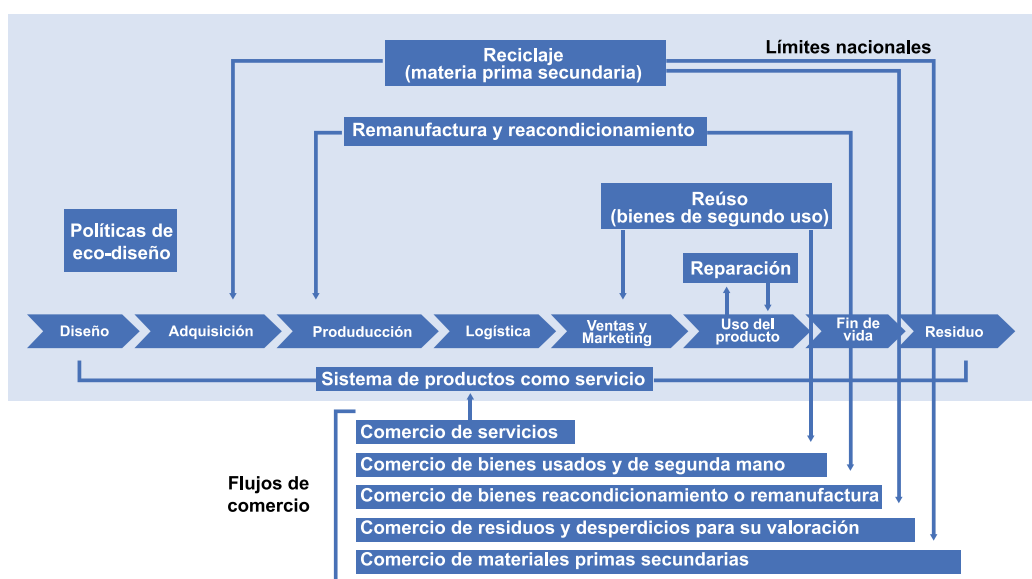 Reciclaje
(materia prima secundaria)
Límites nacionales
Remanufactura y reacondicionamiento
Reúso
(bienes de segundo uso)
Políticas de
eco-diseño
Reparación
Diseño
Adquisición
Produducción
Logística
Ventas y
Marketing
Uso del
producto
Fin de
vida
Residuo
Sistema de productos como servicio
Flujos de
comercio
Comercio de servicios
Comercio de bienes usados y de segunda mano
Comercio de bienes reacondicionamiento o remanufactura
Comercio de residuos y desperdicios para su valoración
Comercio de materiales primas secundarias